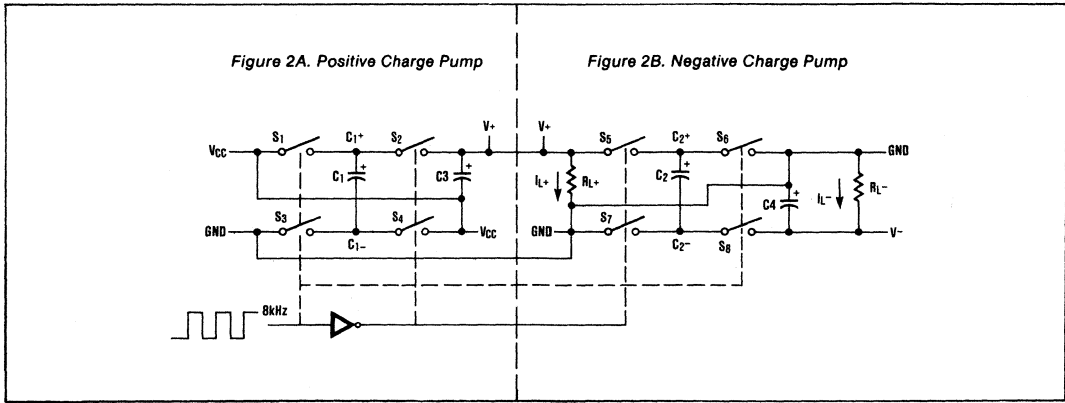 Figure 2A. Positive Charge Pump
Figure 2B. Negative Charge Pump
S1 C1+ S2 V+ V+ S5 C2+ S6
VCC GND
C1 + C3 + IL+ RL+ C2 + C4 + IL- RL-
S3 S4 S7 S8
GND C1- VCC GND C2- V-
8kHz